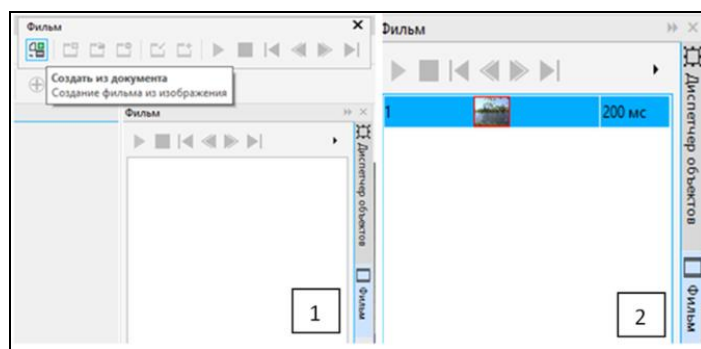 Фильм
Создать из документа
Создание фильма из изображения
Фильм
Диспетчер объектов
Фильм
1
Фильм
1
200 мс
Диспетчер объектов
Фильм
2